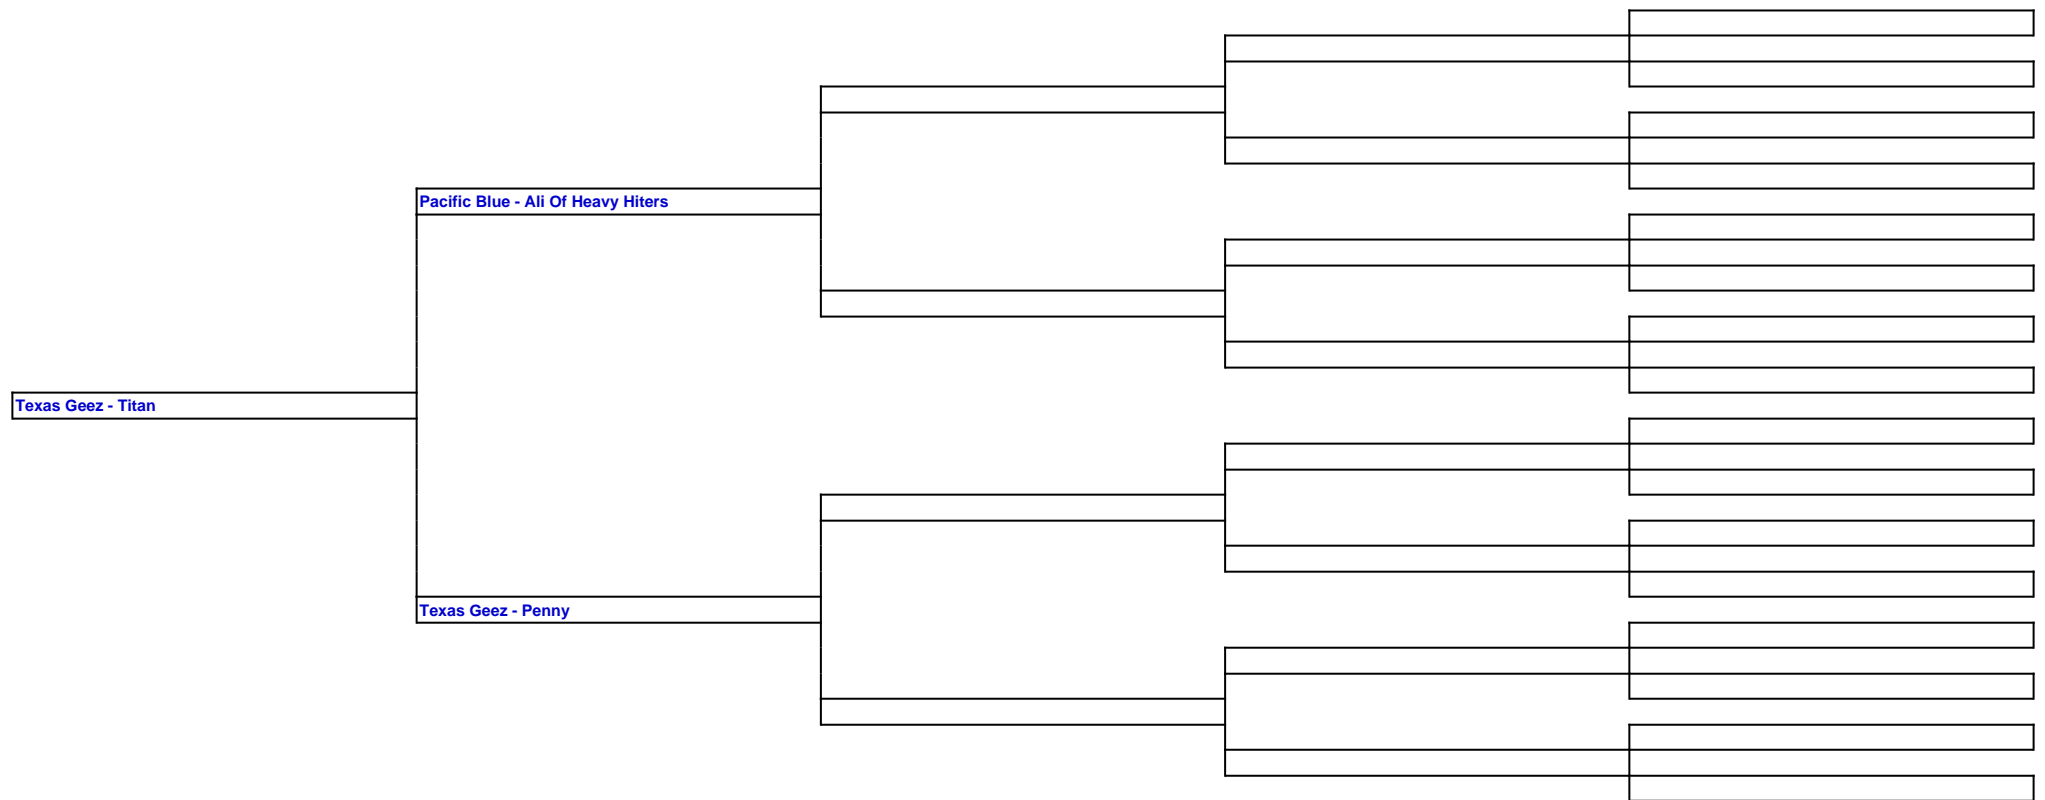 Pacific Blue - Ali Of Heavy Hiters
Texas Geez - Titan
Texas Geez - Penny